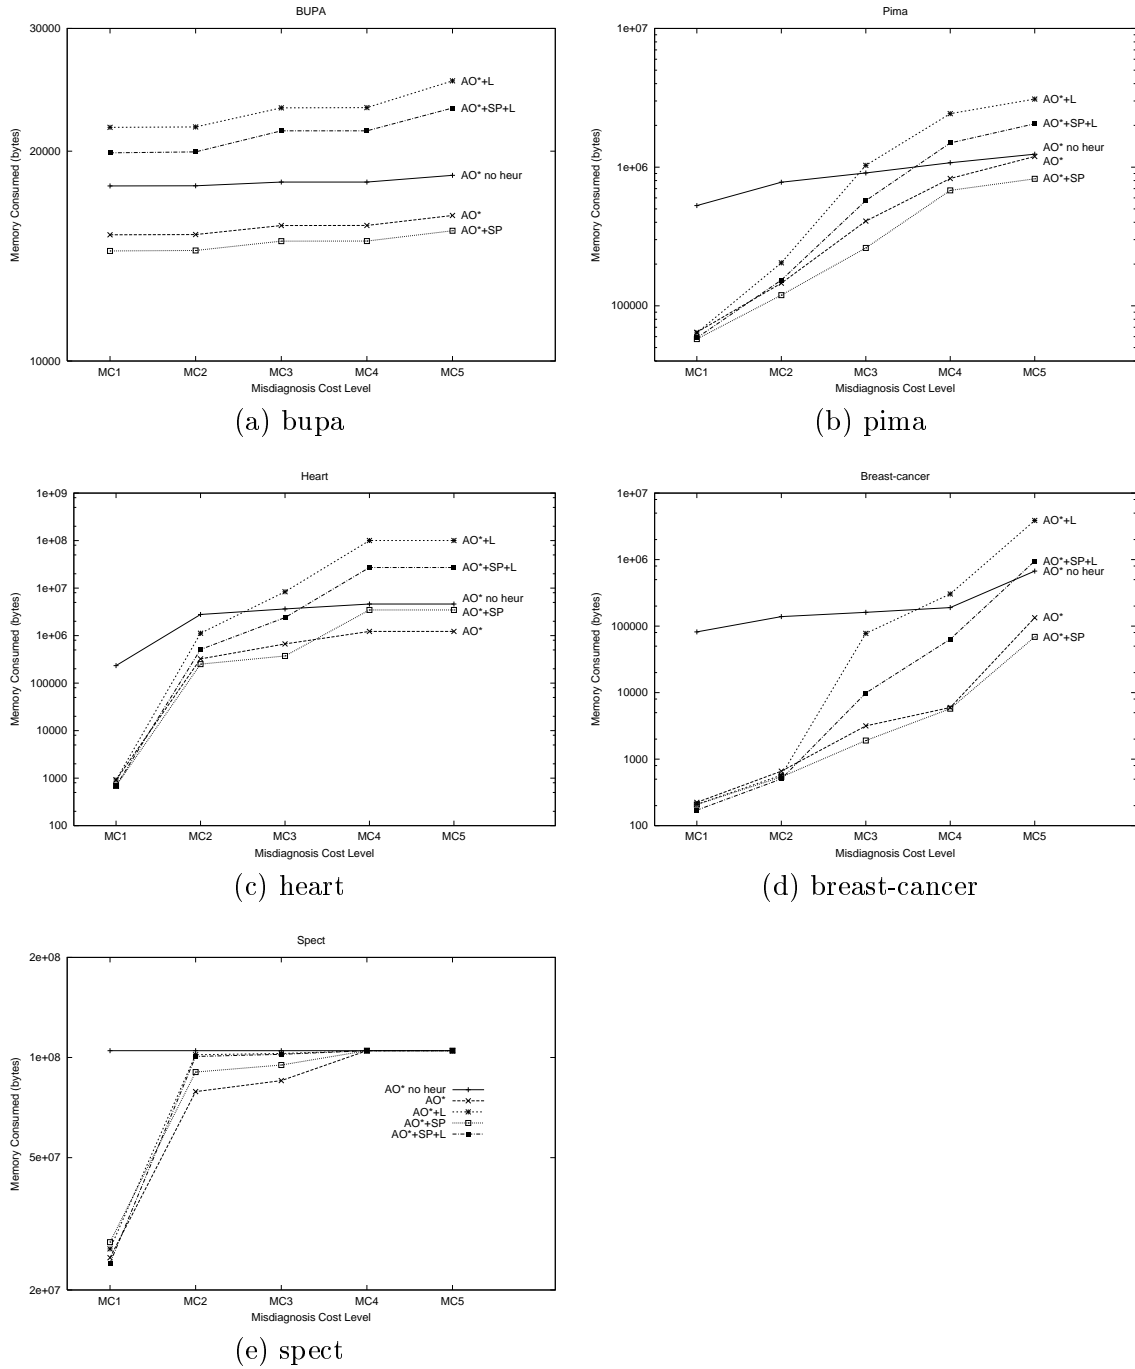 BUPA
30000
20000
10000
Memory Consumed (bytes)
AO*+L
AO*+SP+L
AO* no heur
AO*
AO*+SP
MC1 MC2 MC3 MC4 MC5
Misdiagnosis Cost Level
(a) bupa
Pima
1e+07
1e+06
100000
Memory Consumed (bytes)
AO*+L
AO*+SP+L
AO* no heur
AO*
AO*+SP
MC1 MC2 MC3 MC4 MC5
Misdiagnosis Cost Level
(b) pima
Heart
1e+09
1e+08
1e+07
1e+06
100000
10000
1000
100
Memory Consumed (bytes)
AO*+L
AO*+SP+L
AO* no heur
AO*+SP
AO*
MC1 MC2 MC3 MC4 MC5
Misdiagnosis Cost Level
(c) heart
Breast-cancer
1e+07
1e+06
100000
10000
1000
100
Memory Consumed (bytes)
AO*+L
AO*+SP+L
AO* no heur
AO*
AO*+SP
MC1 MC2 MC3 MC4 MC5
Misdiagnosis Cost Level
(d) breast-cancer
Spect
2e+08
1e+08
5e+07
2e+07
Memory Consumed (bytes)
AO* no heur
AO*
AO*+L
AO*+SP
AO*+SP+L
MC1 MC2 MC3 MC4 MC5
Misdiagnosis Cost Level
(e) spect